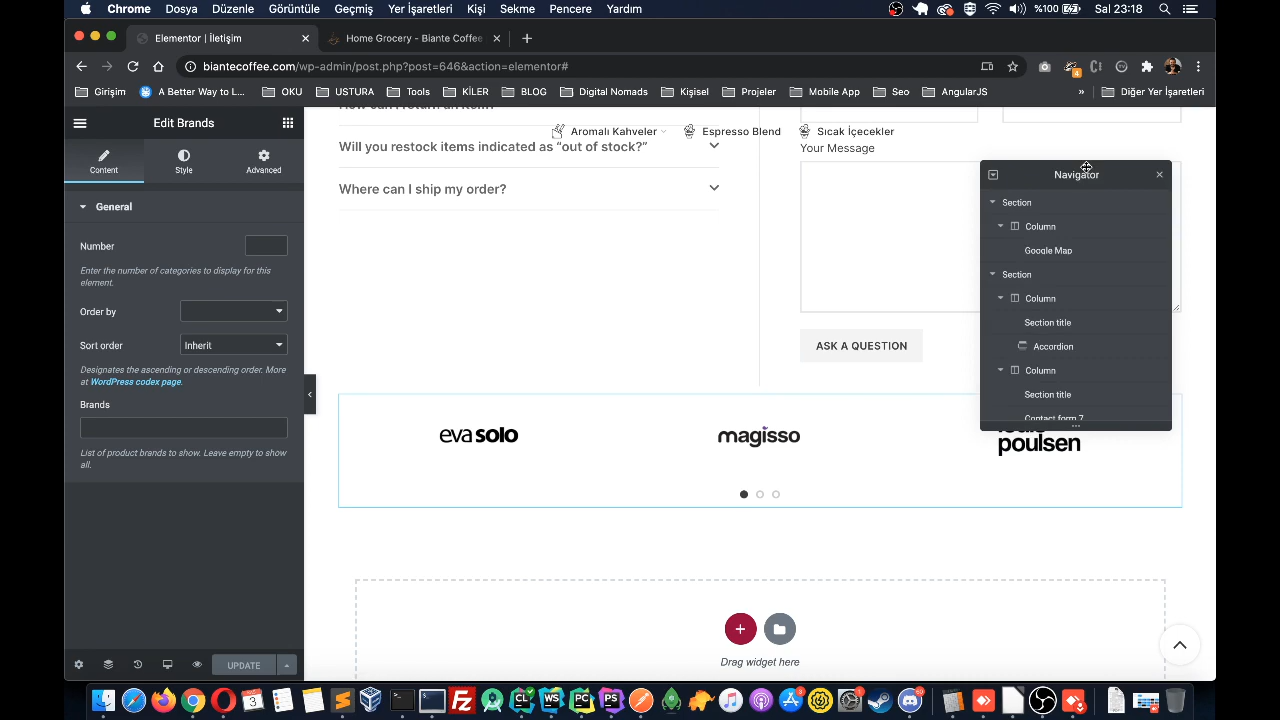 Chrome Dosya Düzenle Görüntüle Geçmiş Yer İşaretleri Kişi Sekme Pencere Yardım %100 Sal 23:18
Elementor | İletişim
Home Grocery - Biante Coffee
biantecoffee.com/wp-admin/post.php?post=646&action=elementor#
4
Girişim
A Better Way to L...
OKU
USTURA
Tools
KİLER
BLOG
Digital Nomads
Kişisel
Projeler
Mobile App
Seo
AngularJS
»
Diğer Yer İşaretleri
Edit Brands
Content
Style
Advanced
General
Number
Enter the number of categories to display for this
element.
Order by
Sort order
Inherit
Designates the ascending or descending order. More
at WordPress codex page.
Brands
List of product brands to show. Leave empty to show
all.
UPDATE
How can I return an item?
Aromalı Kahveler
Espresso Blend
Sıcak İçecekler
Will you restock items indicated as “out of stock?”
Where can I ship my order?
Your Message
ASK A QUESTION
Navigator
Section
Column
Google Map
Section
Column
Section title
Accordion
Column
Section title
Contact form 7
eva solo
magisso
louis
poulsen
Drag widget here